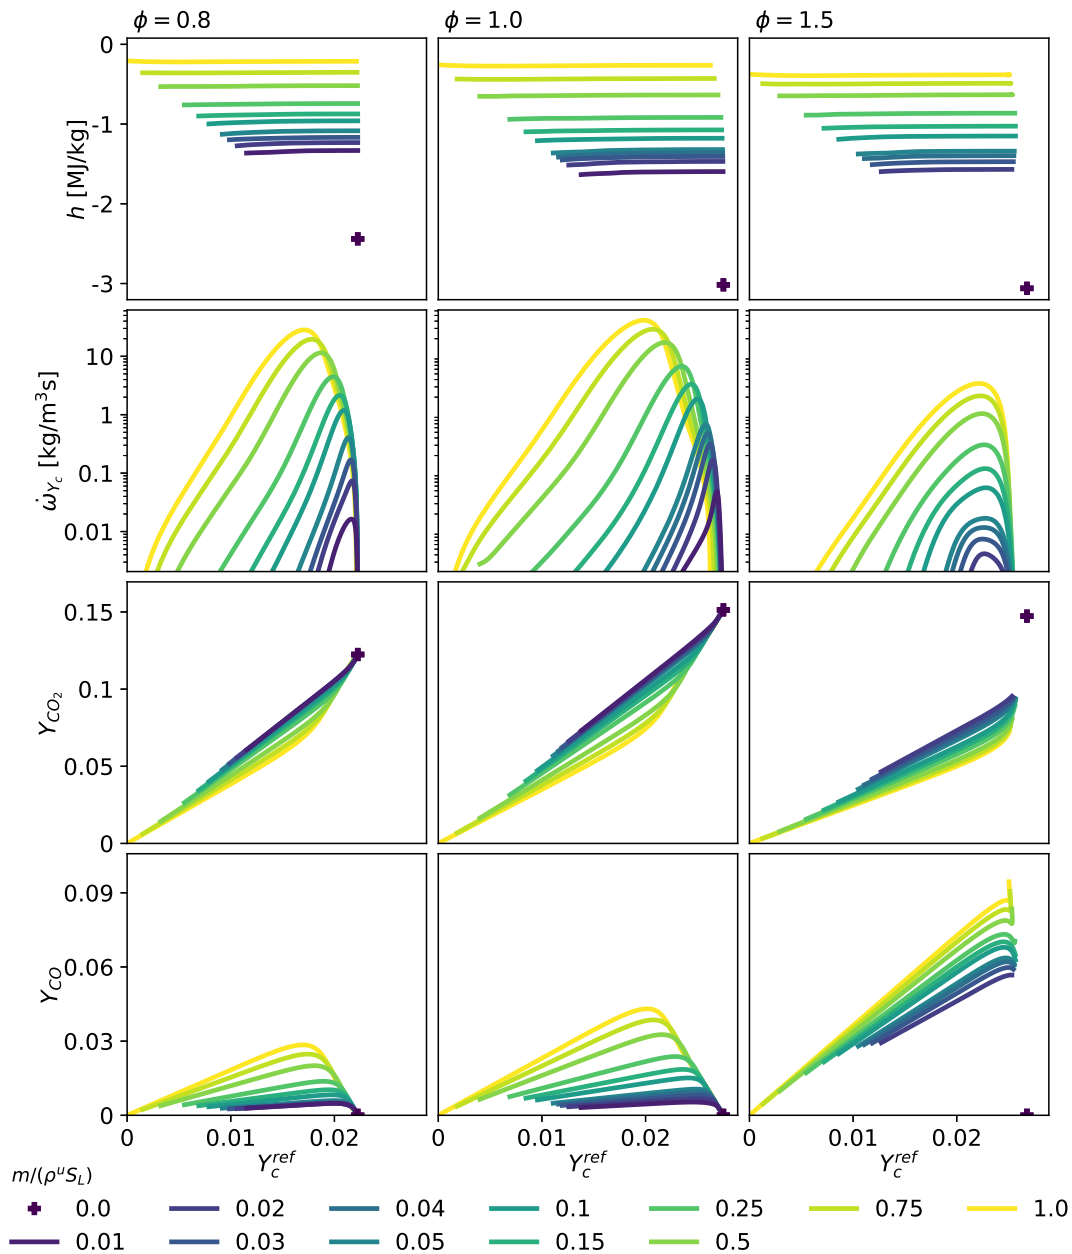 ϕ = 0.8 ϕ = 1.0 ϕ = 1.5
0
-1
-2
-3
h [MJ/kg]
10
1
0.1
0.01
ω̇_{Y_c} [kg/m³s]
0.15
0.1
0.05
0
Y_{CO_2}
0.09
0.06
0.03
0
Y_{CO}
0 0.01 0.02 0 0.01 0.02 0 0.01 0.02
Y_c^{ref} Y_c^{ref} Y_c^{ref}
m/(ρ^u S_L)
0.0 0.02 0.04 0.1 0.25 0.75 1.0
0.01 0.03 0.05 0.15 0.5